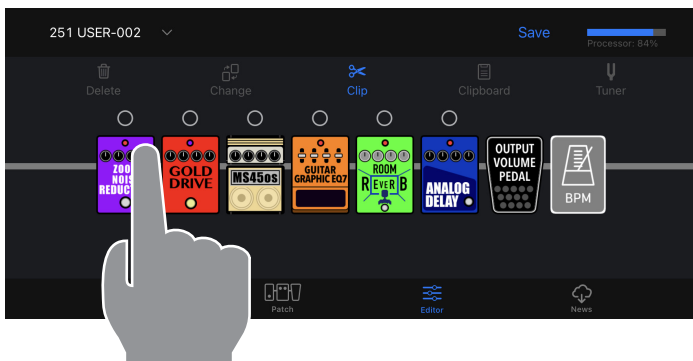 251 USER-002
Save
Processor: 84%
Delete
Change
Clip
Clipboard
Tuner
ZOO
NOIS
REDUCT
GOLD
DRIVE
MS450s
GUITAR
GRAPHIC EQ7
ROOM
REVERB
ANALOG
DELAY
OUTPUT
VOLUME
PEDAL
BPM
Patch
Editor
News